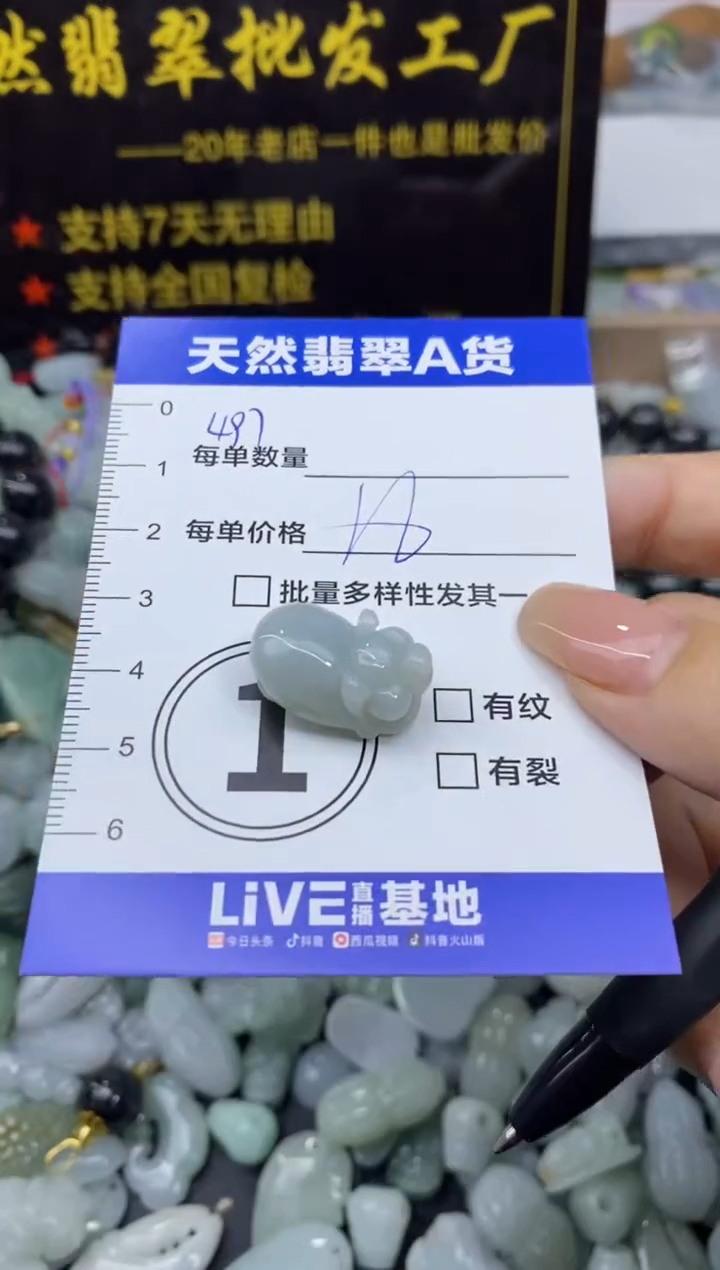 然翡翠批发工厂
——20年老店一件也是批发价
★支持7天无理由
★支持全国复检
天然翡翠A货
0
497
每单数量
1
2
每单价格
3
批量多样性发其一
4
1
有纹
5
有裂
6
LiVE直播基地
今日头条 抖音 西瓜视频 抖音火山版